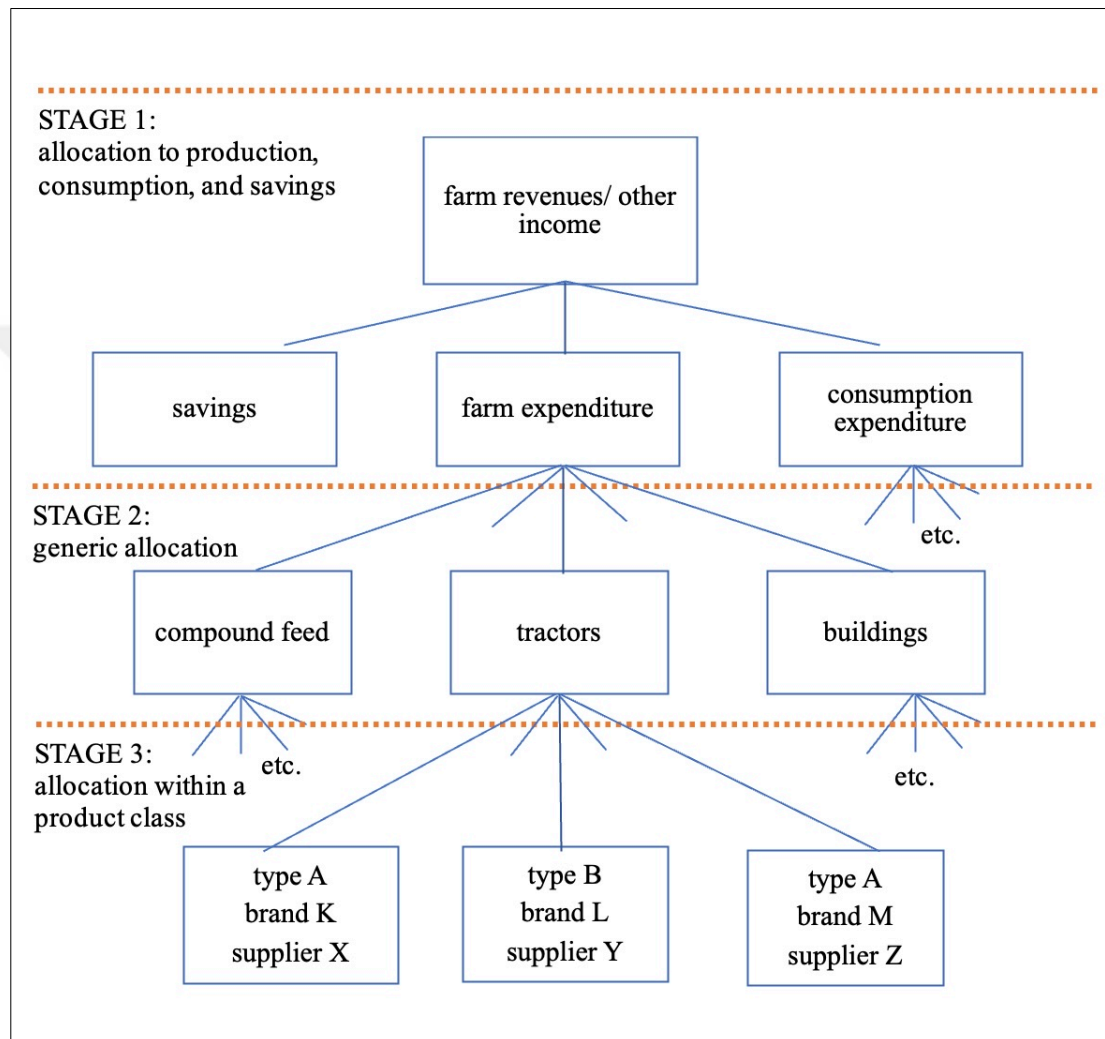 STAGE 1:
allocation to production,
consumption, and savings
farm revenues/ other
income
savings
farm expenditure
consumption
expenditure
STAGE 2:
generic allocation
etc.
compound feed
tractors
buildings
STAGE 3:
allocation within a
product class
etc.
etc.
type A
brand K
supplier X
type B
brand L
supplier Y
type A
brand M
supplier Z